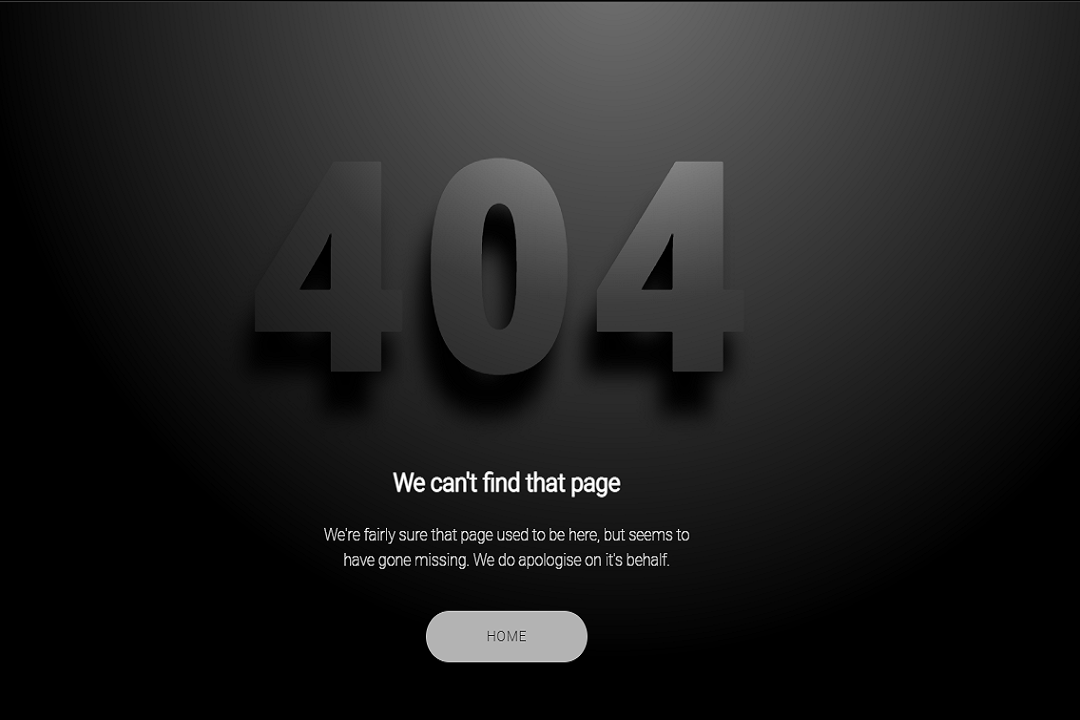 404
We can't find that page
We're fairly sure that page used to be here, but seems to
have gone missing. We do apologise on it's behalf.
HOME